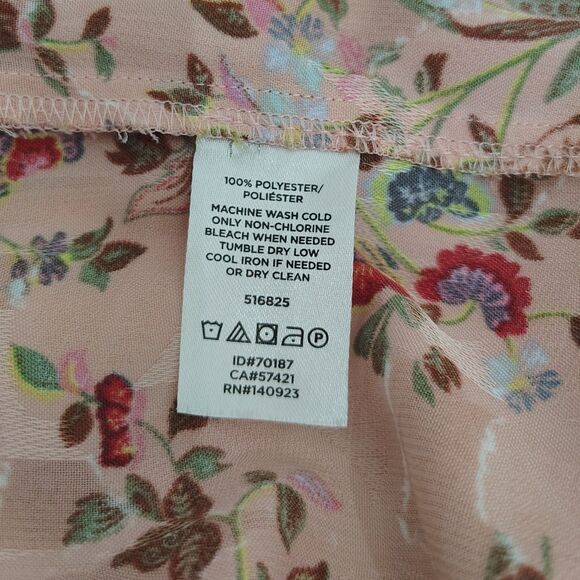 100% POLYESTER/
POLIÉSTER
MACHINE WASH COLD
ONLY NON-CHLORINE
BLEACH WHEN NEEDED
TUMBLE DRY LOW
COOL IRON IF NEEDED
OR DRY CLEAN
516825
P
ID#70187
CA#57421
RN#140923